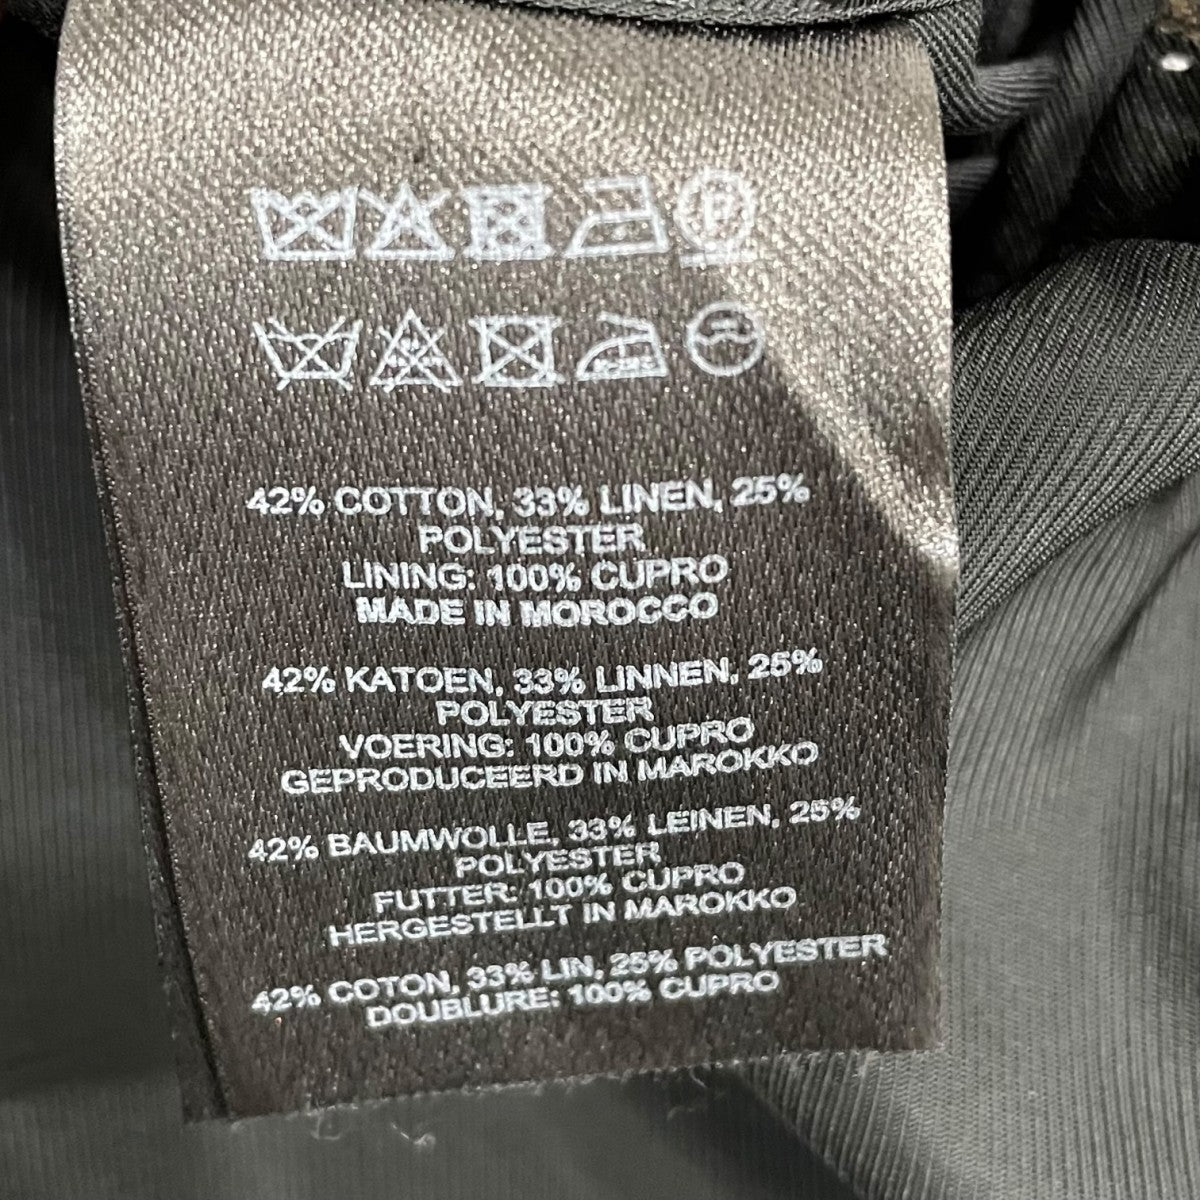 P
42% COTTON, 33% LINEN, 25%
POLYESTER
LINING: 100% CUPRO
MADE IN MOROCCO
42% KATOEN, 33% LINNEN, 25%
POLYESTER
VOERING: 100% CUPRO
GEPRODUCEERD IN MAROKKO
42% BAUMWOLLE, 33% LEINEN, 25%
POLYESTER
FUTTER: 100% CUPRO
HERGESTELLT IN MAROKKO
42% COTON, 33% LIN, 25% POLYESTER
DOUBLURE: 100% CUPRO